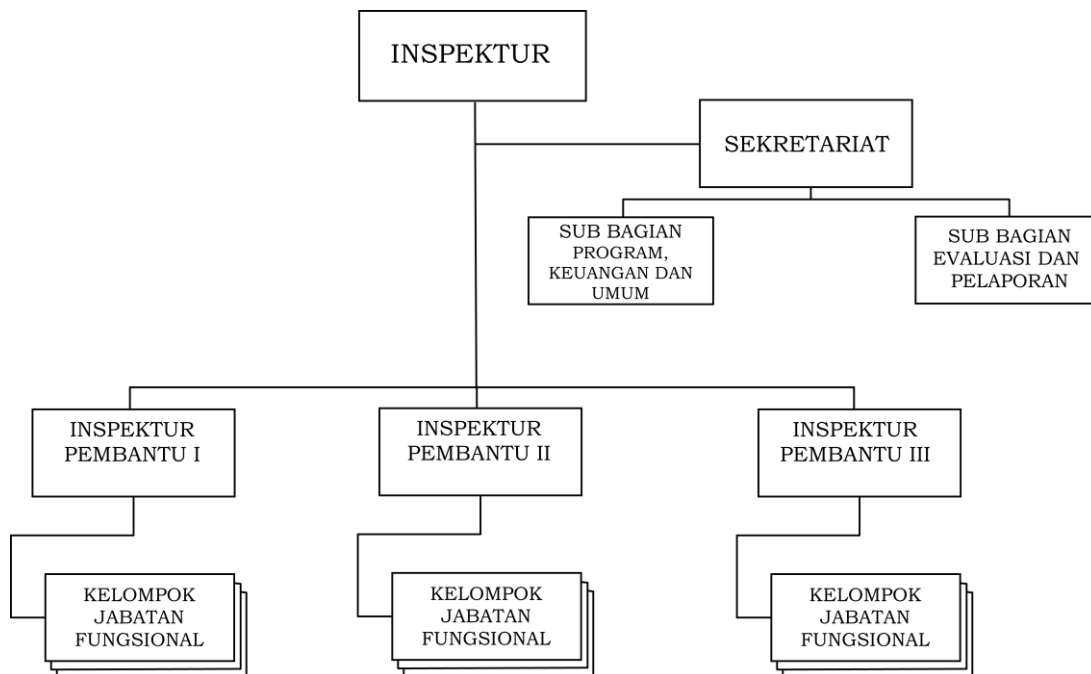 INSPEKTUR
SEKRETARIAT
SUB BAGIAN
PROGRAM,
KEUANGAN DAN
UMUM
SUB BAGIAN
EVALUASI DAN
PELAPORAN
INSPEKTUR
PEMBANTU I
INSPEKTUR
PEMBANTU II
INSPEKTUR
PEMBANTU III
KELOMPOK
JABATAN
FUNGSIONAL
KELOMPOK
JABATAN
FUNGSIONAL
KELOMPOK
JABATAN
FUNGSIONAL